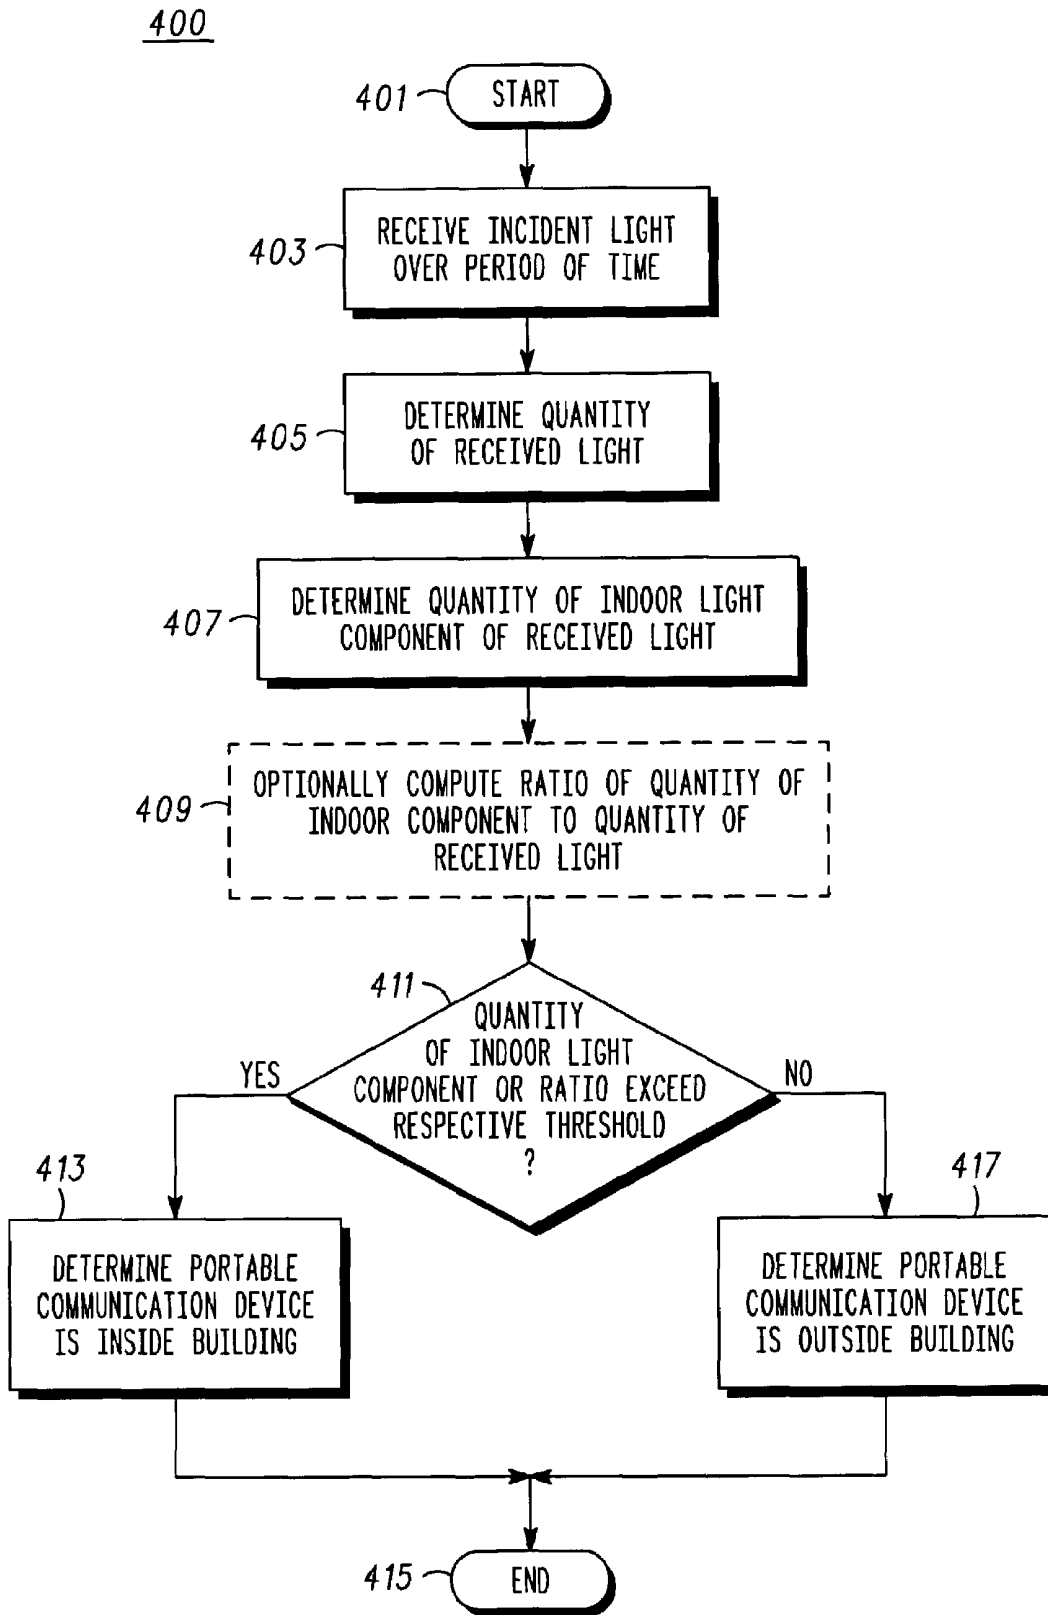 400
401
START
403
RECEIVE INCIDENT LIGHT
OVER PERIOD OF TIME
405
DETERMINE QUANTITY
OF RECEIVED LIGHT
407
DETERMINE QUANTITY OF INDOOR LIGHT
COMPONENT OF RECEIVED LIGHT
409
OPTIONALLY COMPUTE RATIO OF QUANTITY OF
INDOOR COMPONENT TO QUANTITY OF
RECEIVED LIGHT
411
QUANTITY
OF INDOOR LIGHT
COMPONENT OR RATIO EXCEED
RESPECTIVE THRESHOLD
?
YES
NO
413
DETERMINE PORTABLE
COMMUNICATION DEVICE
IS INSIDE BUILDING
417
DETERMINE PORTABLE
COMMUNICATION DEVICE
IS OUTSIDE BUILDING
415
END